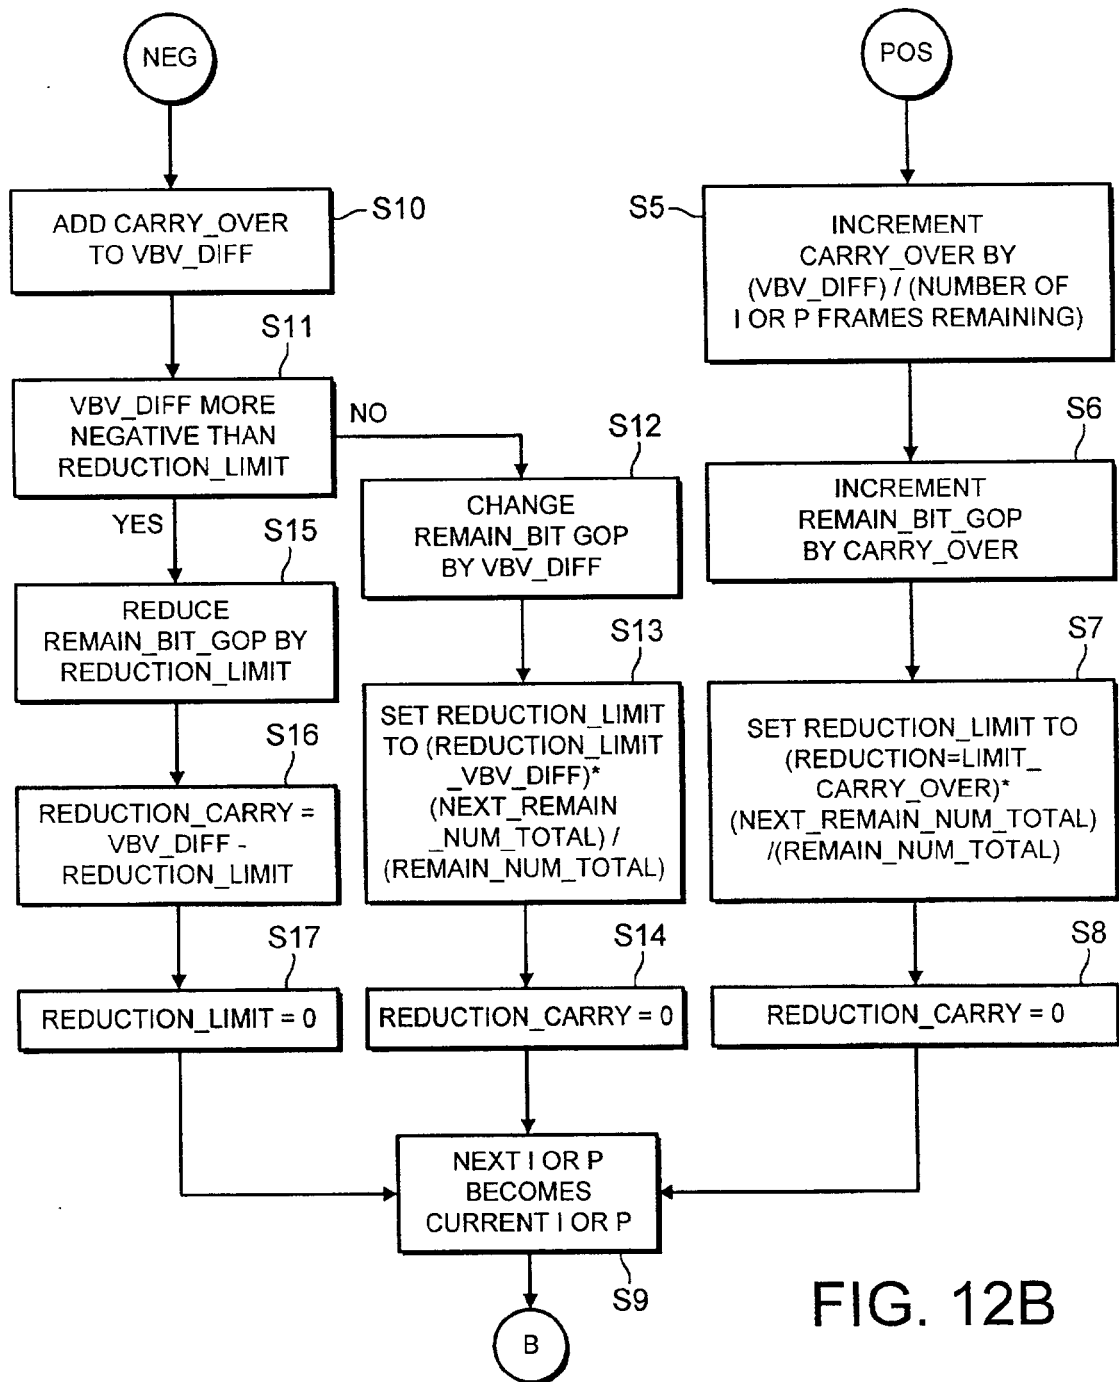 NEG
POS
ADD CARRY_OVER
TO VBV_DIFF
S10
S5
INCREMENT
CARRY_OVER BY
(VBV_DIFF) / (NUMBER OF
I OR P FRAMES REMAINING)
S11
VBV_DIFF MORE
NEGATIVE THAN
REDUCTION_LIMIT
NO
YES
S12
CHANGE
REMAIN_BIT GOP
BY VBV_DIFF
S6
INCREMENT
REMAIN_BIT_GOP
BY CARRY_OVER
S15
REDUCE
REMAIN_BIT_GOP BY
REDUCTION_LIMIT
S13
SET REDUCTION_LIMIT
TO (REDUCTION_LIMIT
_VBV_DIFF)*
(NEXT_REMAIN
_NUM_TOTAL) /
(REMAIN_NUM_TOTAL)
S7
SET REDUCTION_LIMIT TO
(REDUCTION=LIMIT_
CARRY_OVER)*
(NEXT_REMAIN_NUM_TOTAL)
/(REMAIN_NUM_TOTAL)
S16
REDUCTION_CARRY =
VBV_DIFF -
REDUCTION_LIMIT
S17
REDUCTION_LIMIT = 0
S14
REDUCTION_CARRY = 0
S8
REDUCTION_CARRY = 0
NEXT I OR P
BECOMES
CURRENT I OR P
S9
B
FIG. 12B